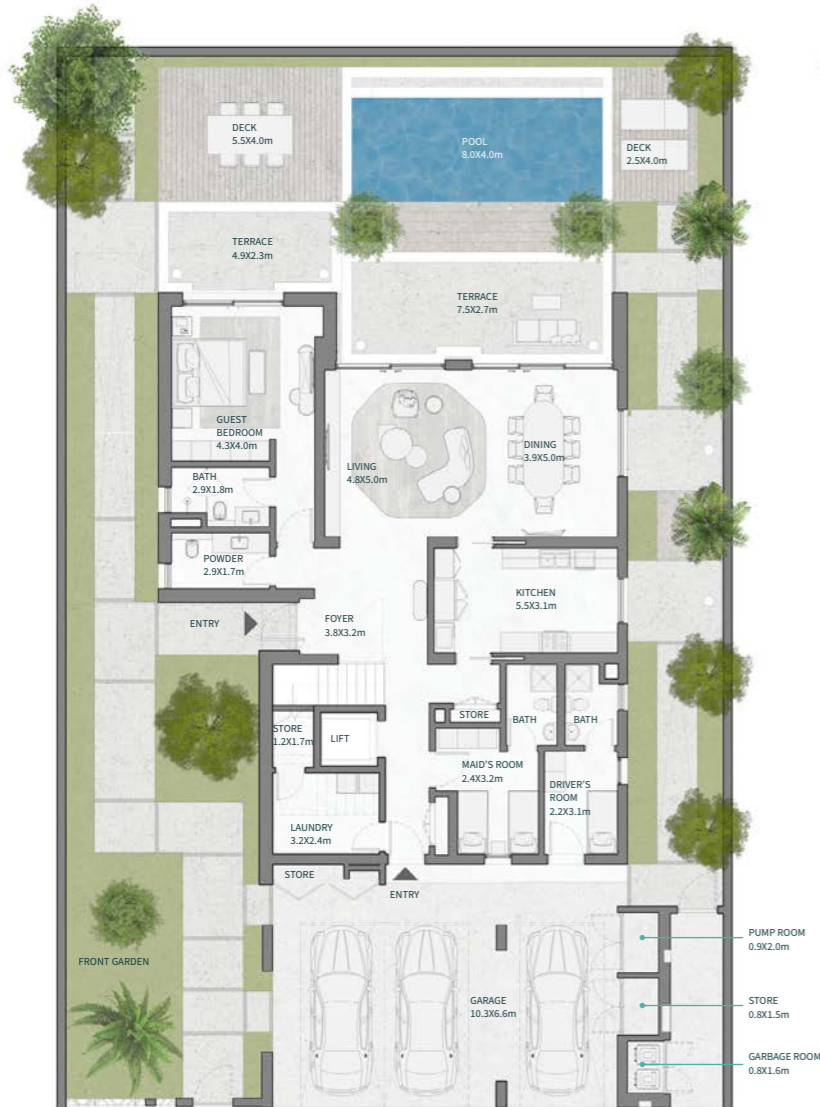 DECK
5.5X4.0m
POOL
8.0X4.0m
DECK
2.5X4.0m
TERRACE
4.9X2.3m
TERRACE
7.5X2.7m
GUEST
BEDROOM
4.3X4.0m
BATH
2.9X1.8m
LIVING
4.8X5.0m
DINING
3.9X5.0m
POWDER
2.9X1.7m
KITCHEN
5.5X3.1m
ENTRY
FOYER
3.8X3.2m
STORE
1.2X1.7m
LIFT
STORE
BATH
BATH
MAID'S ROOM
2.4X3.2m
DRIVER'S
ROOM
2.2X3.1m
LAUNDRY
3.2X2.4m
STORE
ENTRY
FRONT GARDEN
GARAGE
10.3X6.6m
PUMP ROOM
0.9X2.0m
STORE
0.8X1.5m
GARBAGE ROOM
0.8X1.6m